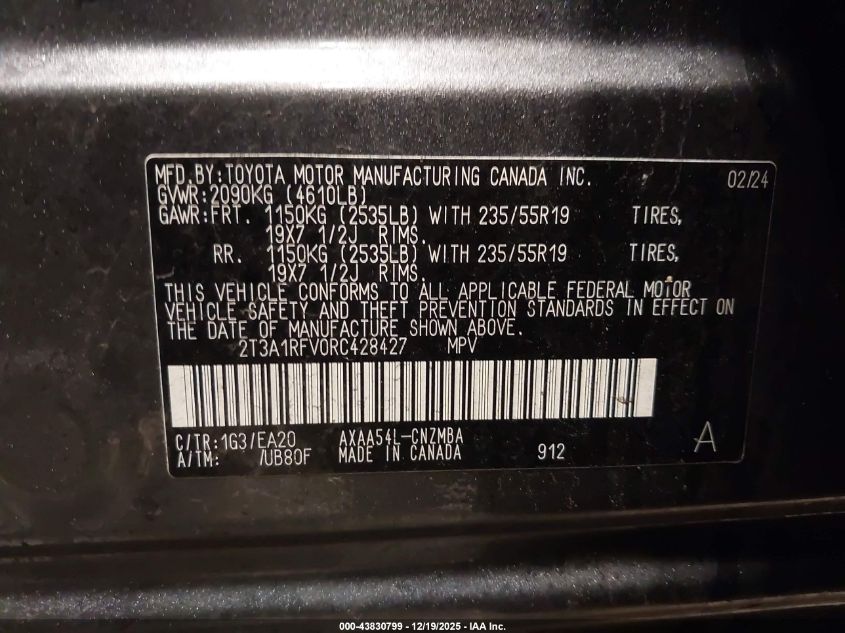 MFD.BY:TOYOTA MOTOR MANUFACTURING CANADA INC. 02/24
GVWR:2090KG (4610LB)
GAWR:FRT. 1150KG (2535LB) WITH 235/55R19 TIRES,
19X7 1/2J RIMS.
RR. 1150KG (2535LB) WITH 235/55R19 TIRES,
19X7 1/2J RIMS.
THIS VEHICLE CONFORMS TO ALL APPLICABLE FEDERAL MOTOR
VEHICLE SAFETY AND THEFT PREVENTION STANDARDS IN EFFECT ON
THE DATE OF MANUFACTURE SHOWN ABOVE.
2T3A1RFV0RC428427 MPV
C/TR:1G3/EA20 AXAA54L-CNZMBA
A/TM: /UB80F MADE IN CANADA 912 A
000-43830799 - 12/19/2025 - IAA Inc.